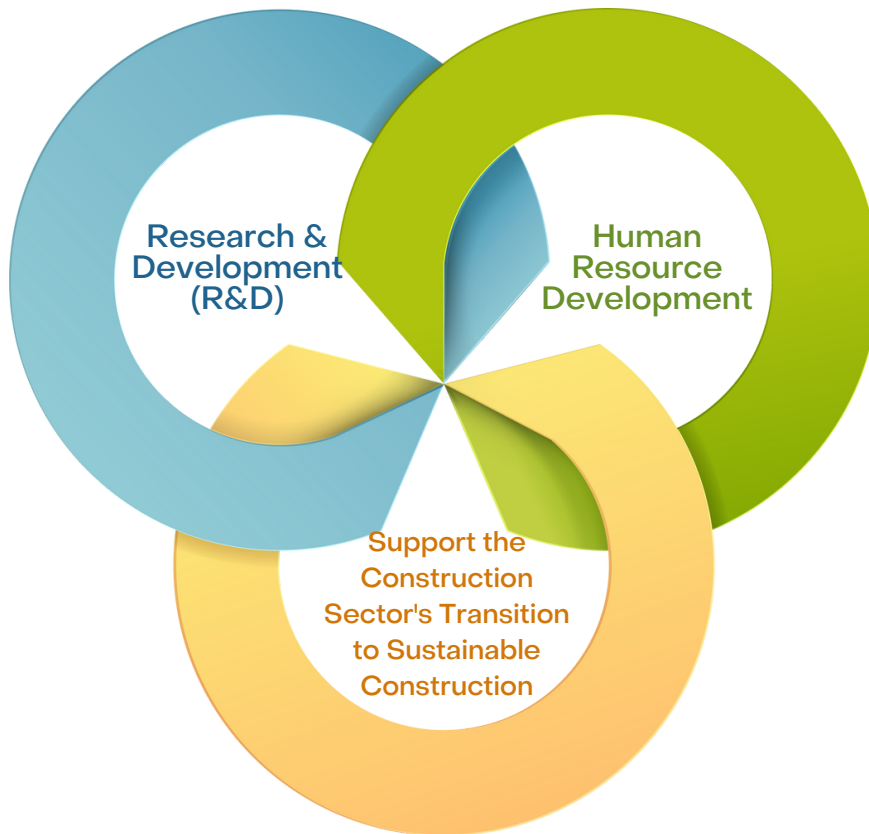 Research &
Development
(R&D)
Human
Resource
Development
Support the
Construction
Sector's Transition
to Sustainable
Construction